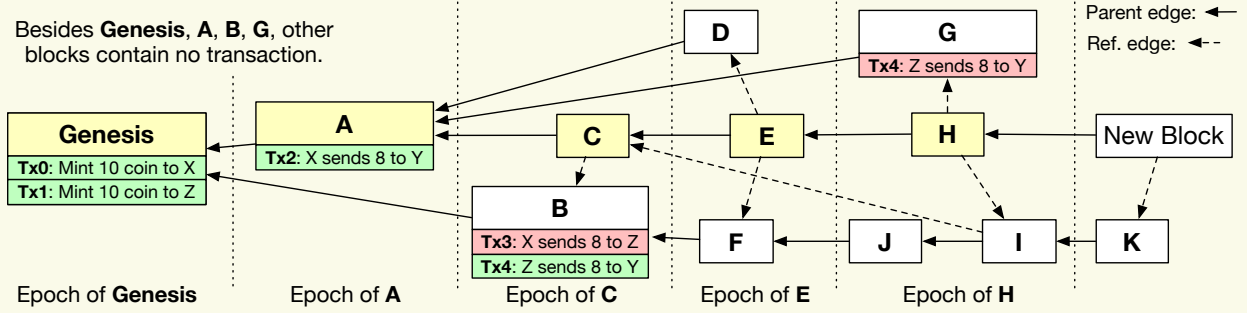 Besides Genesis, A, B, G, other
blocks contain no transaction.
Parent edge:
Ref. edge:
D
G
Tx4: Z sends 8 to Y
Genesis
Tx0: Mint 10 coin to X
Tx1: Mint 10 coin to Z
A
Tx2: X sends 8 to Y
C
E
H
New Block
B
Tx3: X sends 8 to Z
Tx4: Z sends 8 to Y
F
J
I
K
Epoch of Genesis
Epoch of A
Epoch of C
Epoch of E
Epoch of H